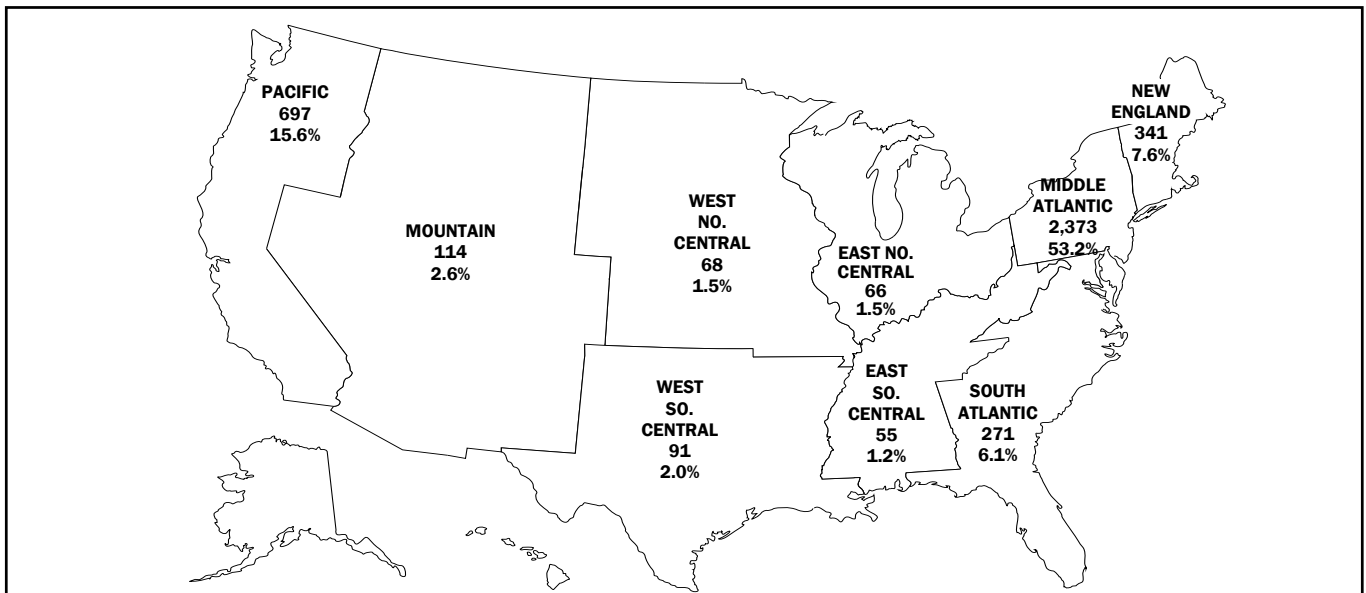 PACIFIC
697
15.6%
MOUNTAIN
114
2.6%
WEST
NO.
CENTRAL
68
1.5%
EAST NO.
CENTRAL
66
1.5%
NEW
ENGLAND
341
7.6%
MIDDLE
ATLANTIC
2,373
53.2%
WEST
SO.
CENTRAL
91
2.0%
EAST
SO.
CENTRAL
55
1.2%
SOUTH
ATLANTIC
271
6.1%